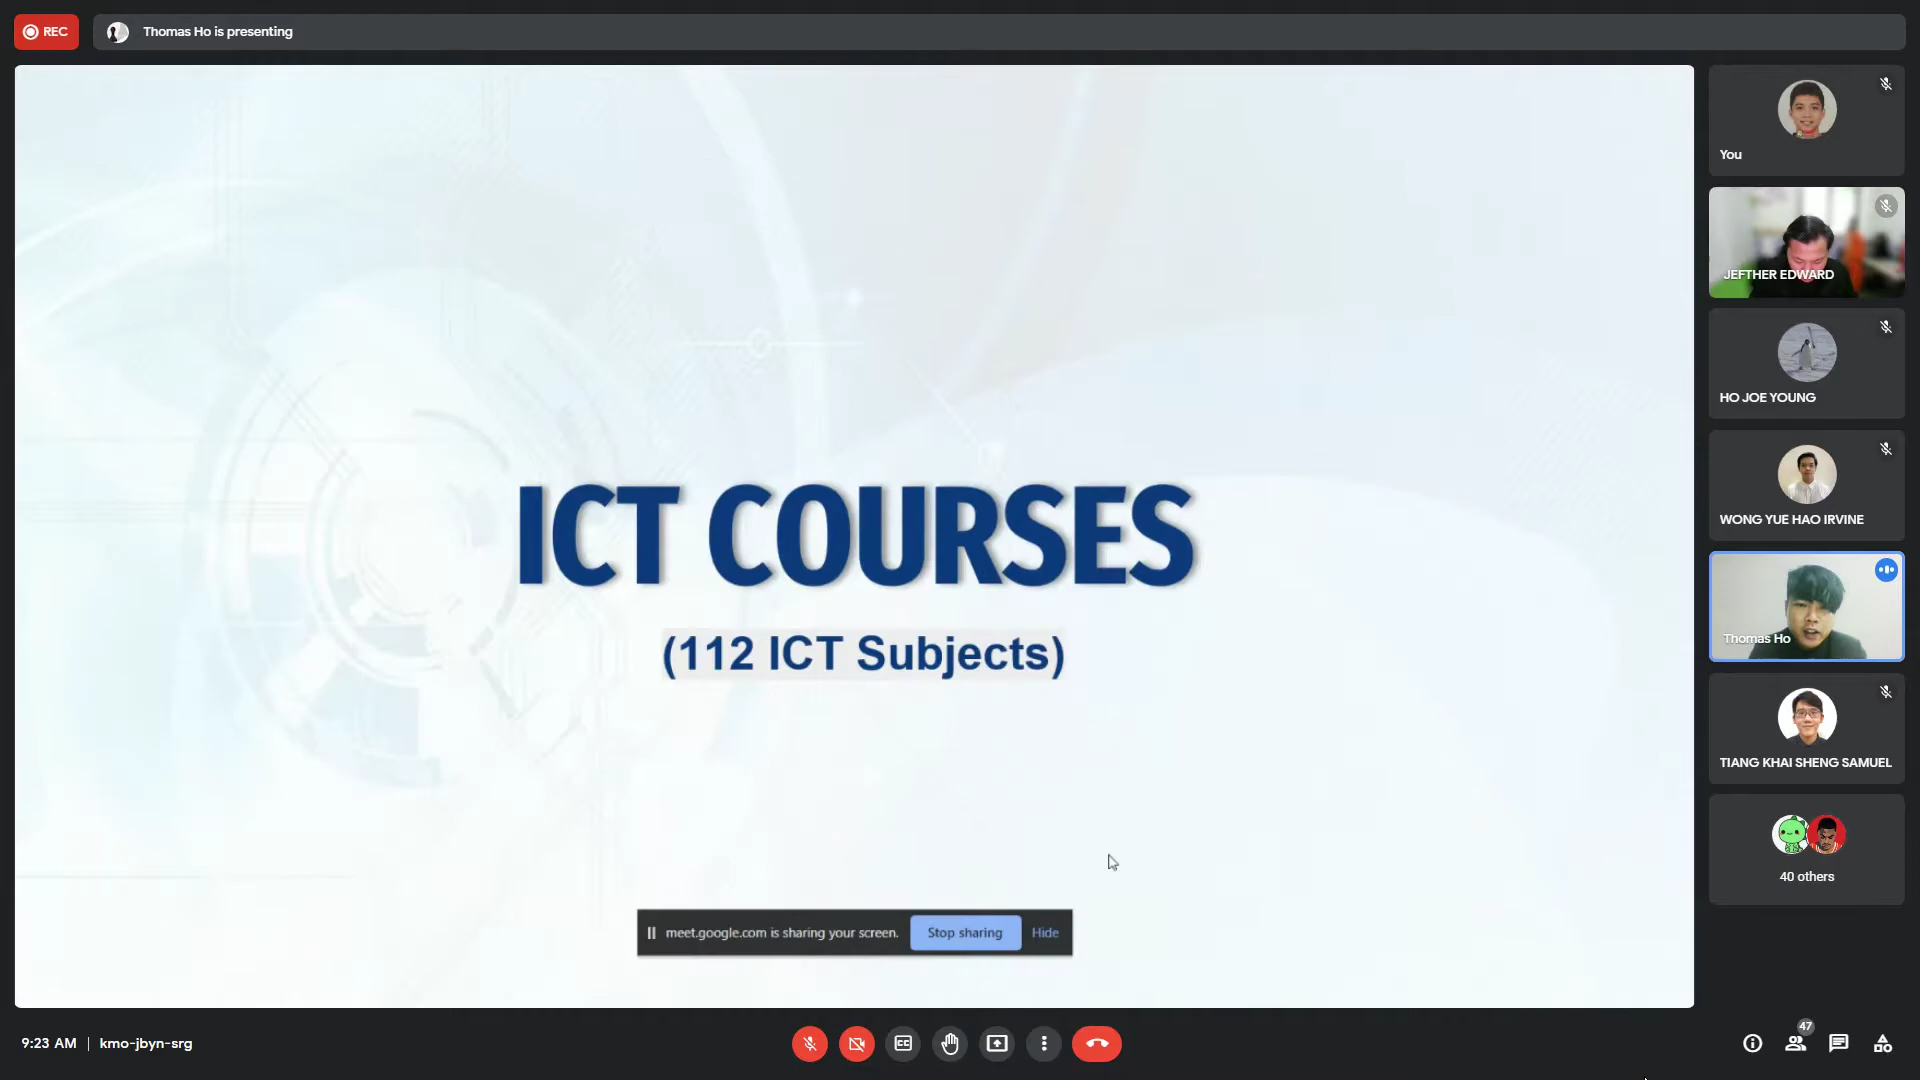 REC
Thomas Ho is presenting
ICT COURSES
(112 ICT Subjects)
meet.google.com is sharing your screen.
Stop sharing
Hide
You
JEFTHER EDWARD
HO JOE YOUNG
WONG YUE HAO IRVINE
Thomas Ho
TIANG KHAI SHENG SAMUEL
40 others
9:23 AM | kmo-jbyn-srg
CC
47